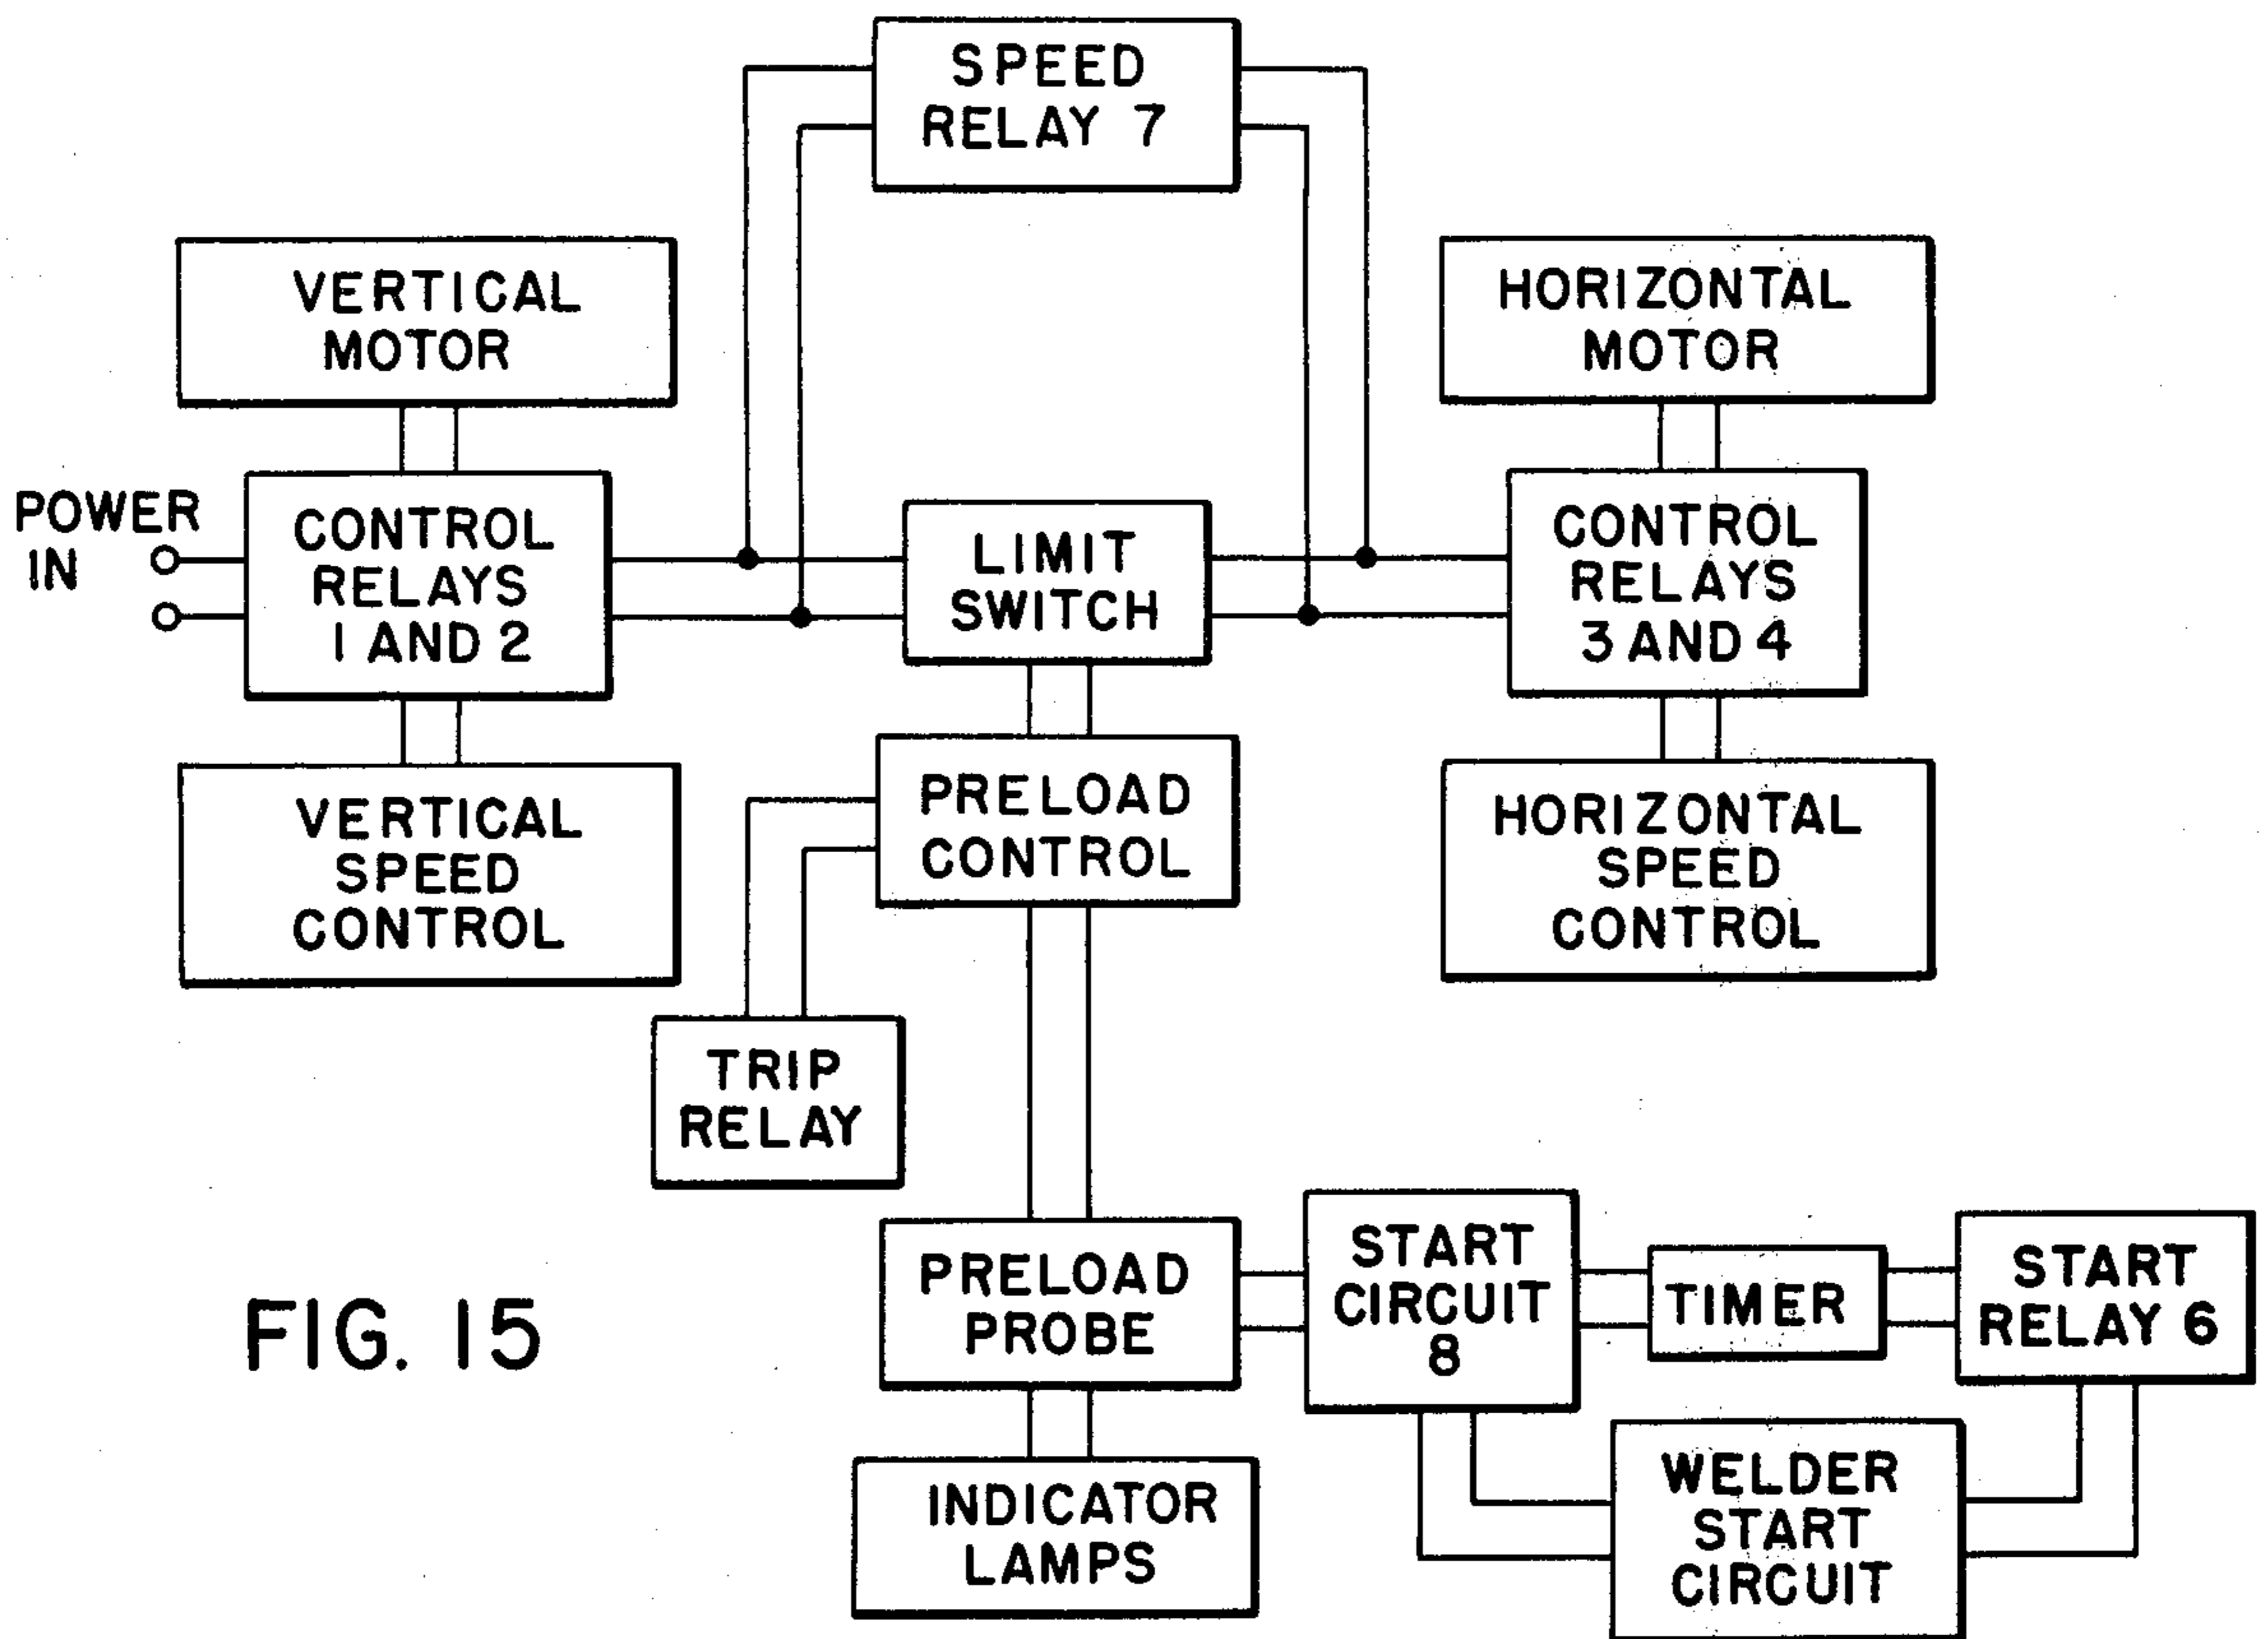 SPEED
RELAY 7
VERTICAL
MOTOR
HORIZONTAL
MOTOR
POWER
IN
CONTROL
RELAYS
1 AND 2
LIMIT
SWITCH
CONTROL
RELAYS
3 AND 4
VERTICAL
SPEED
CONTROL
PRELOAD
CONTROL
HORIZONTAL
SPEED
CONTROL
TRIP
RELAY
PRELOAD
PROBE
START
CIRCUIT
8
TIMER
START
RELAY 6
INDICATOR
LAMPS
WELDER
START
CIRCUIT
FIG. 15